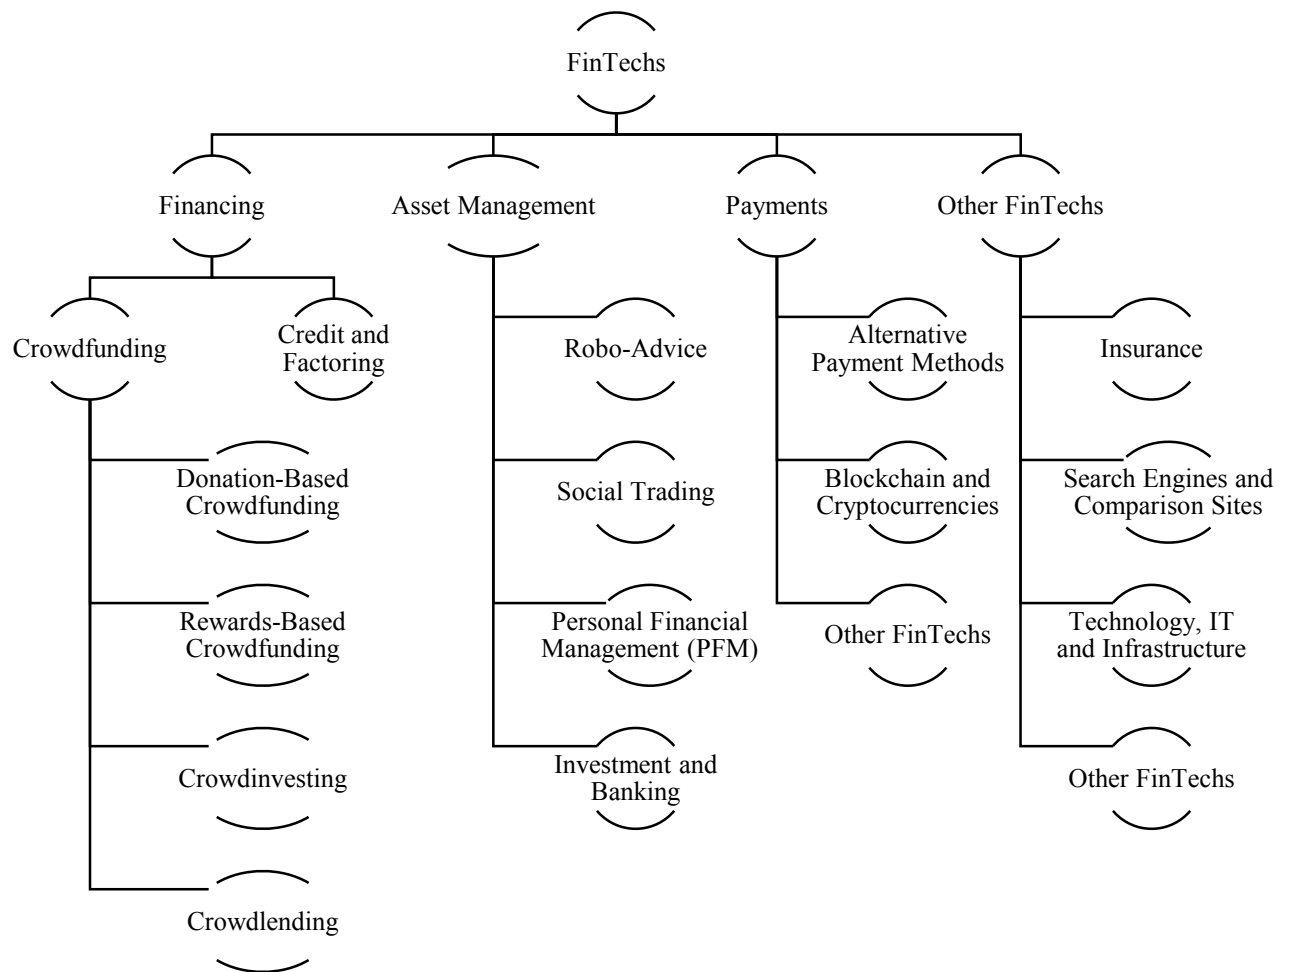 FinTechs
Financing
Asset Management
Payments
Other FinTechs
Crowdfunding
Credit and
Factoring
Robo-Advice
Alternative
Payment Methods
Insurance
Donation-Based
Crowdfunding
Social Trading
Blockchain and
Cryptocurrencies
Search Engines and
Comparison Sites
Rewards-Based
Crowdfunding
Personal Financial
Management (PFM)
Other FinTechs
Technology, IT
and Infrastructure
Crowdinvesting
Investment and
Banking
Other FinTechs
Crowdlending